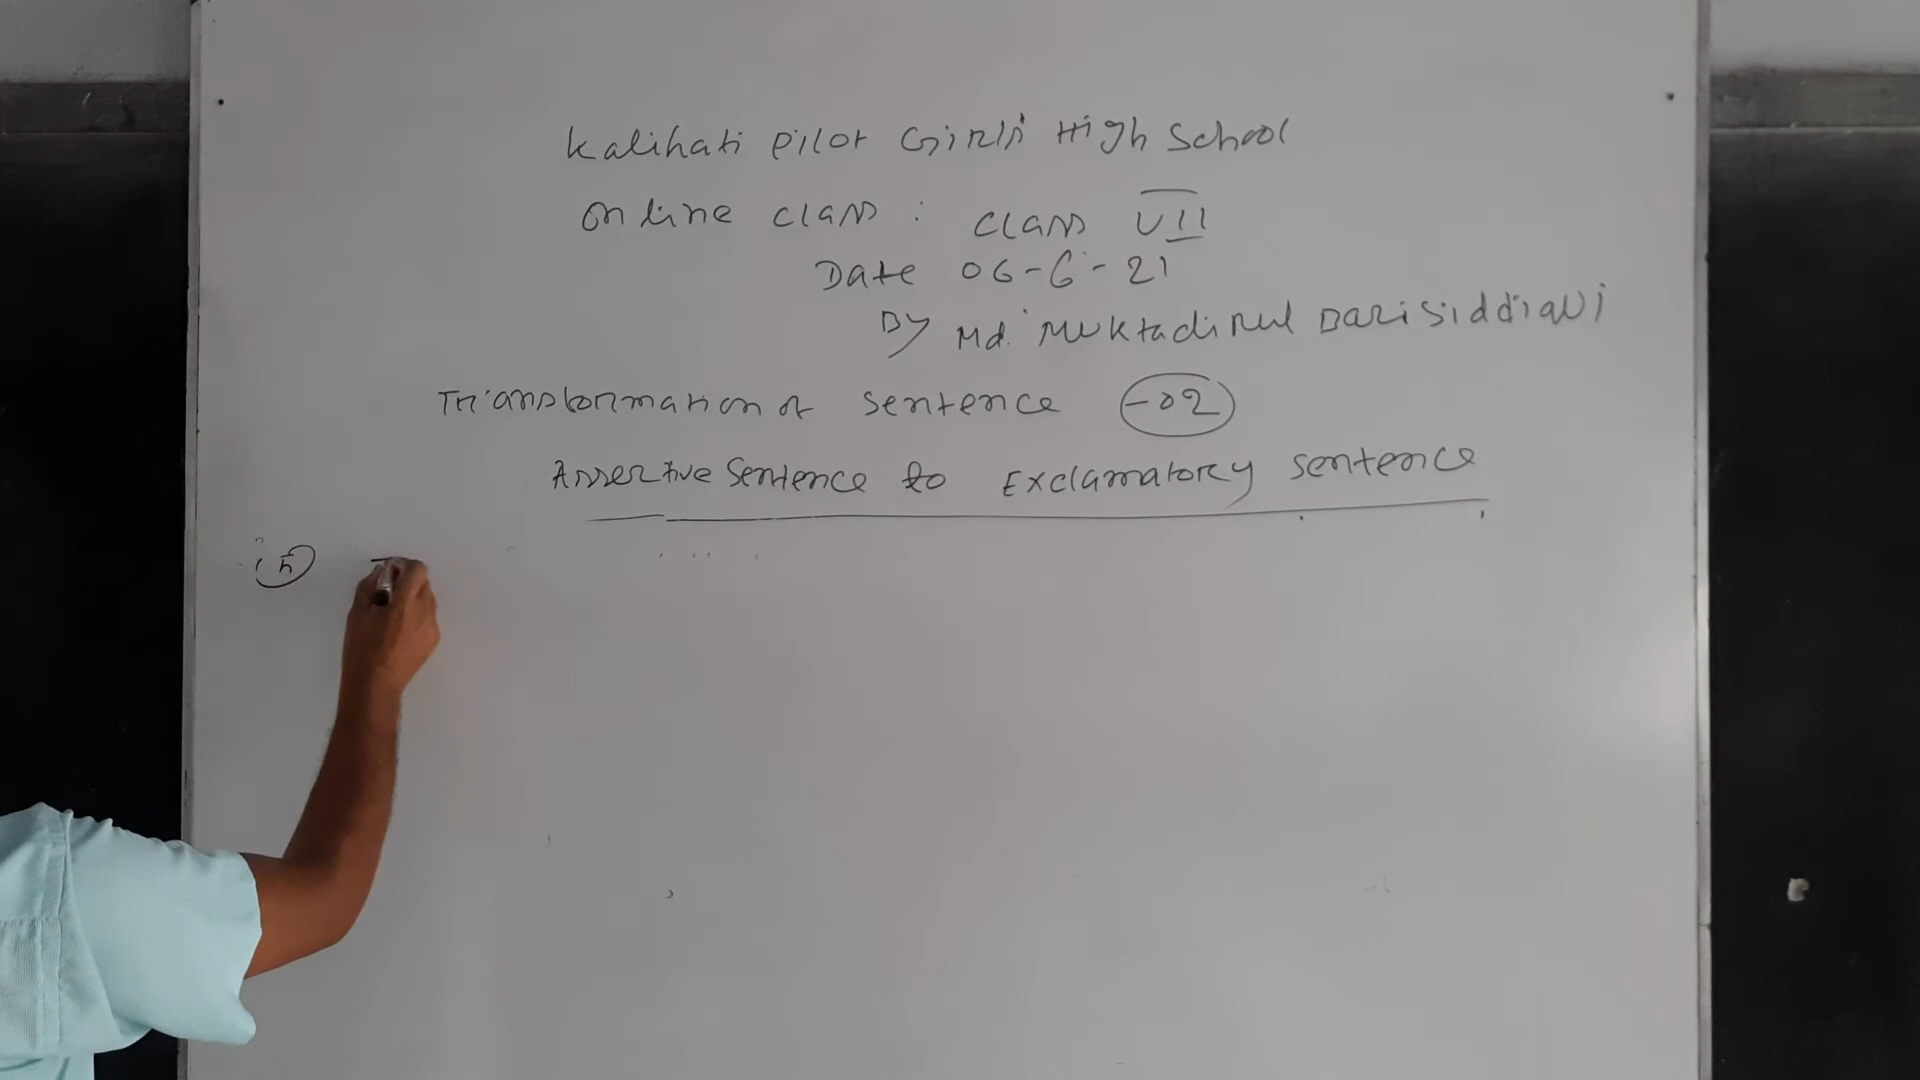 Kalihati Pilot Girls' High School
Online class : Class VII
Date 06-6-21
By Md. Muktadirul Bari Siddiqui
Transformation of sentence -02
Assertive Sentence to Exclamatory sentence